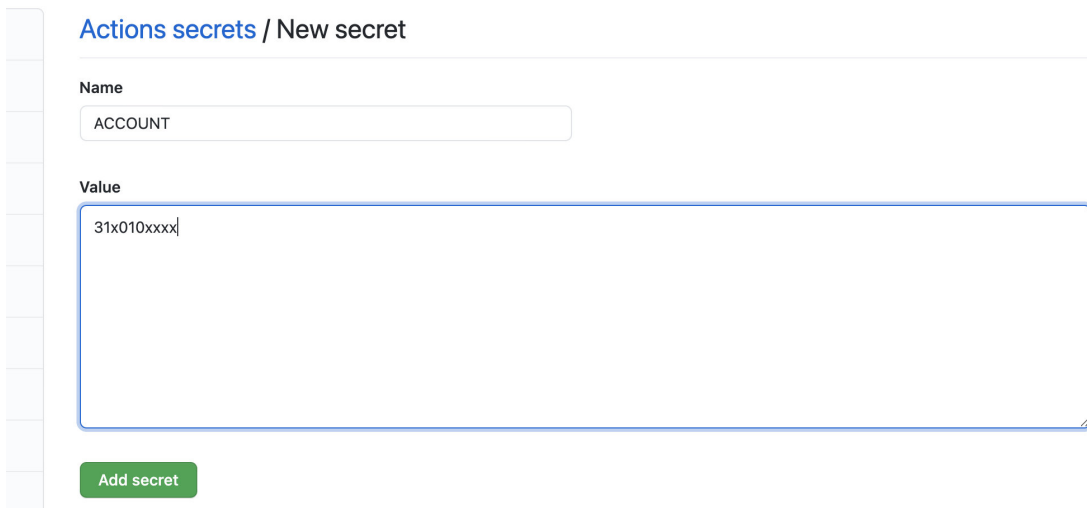 Actions secrets / New secret
Name
ACCOUNT
Value
31x010xxxx
Add secret